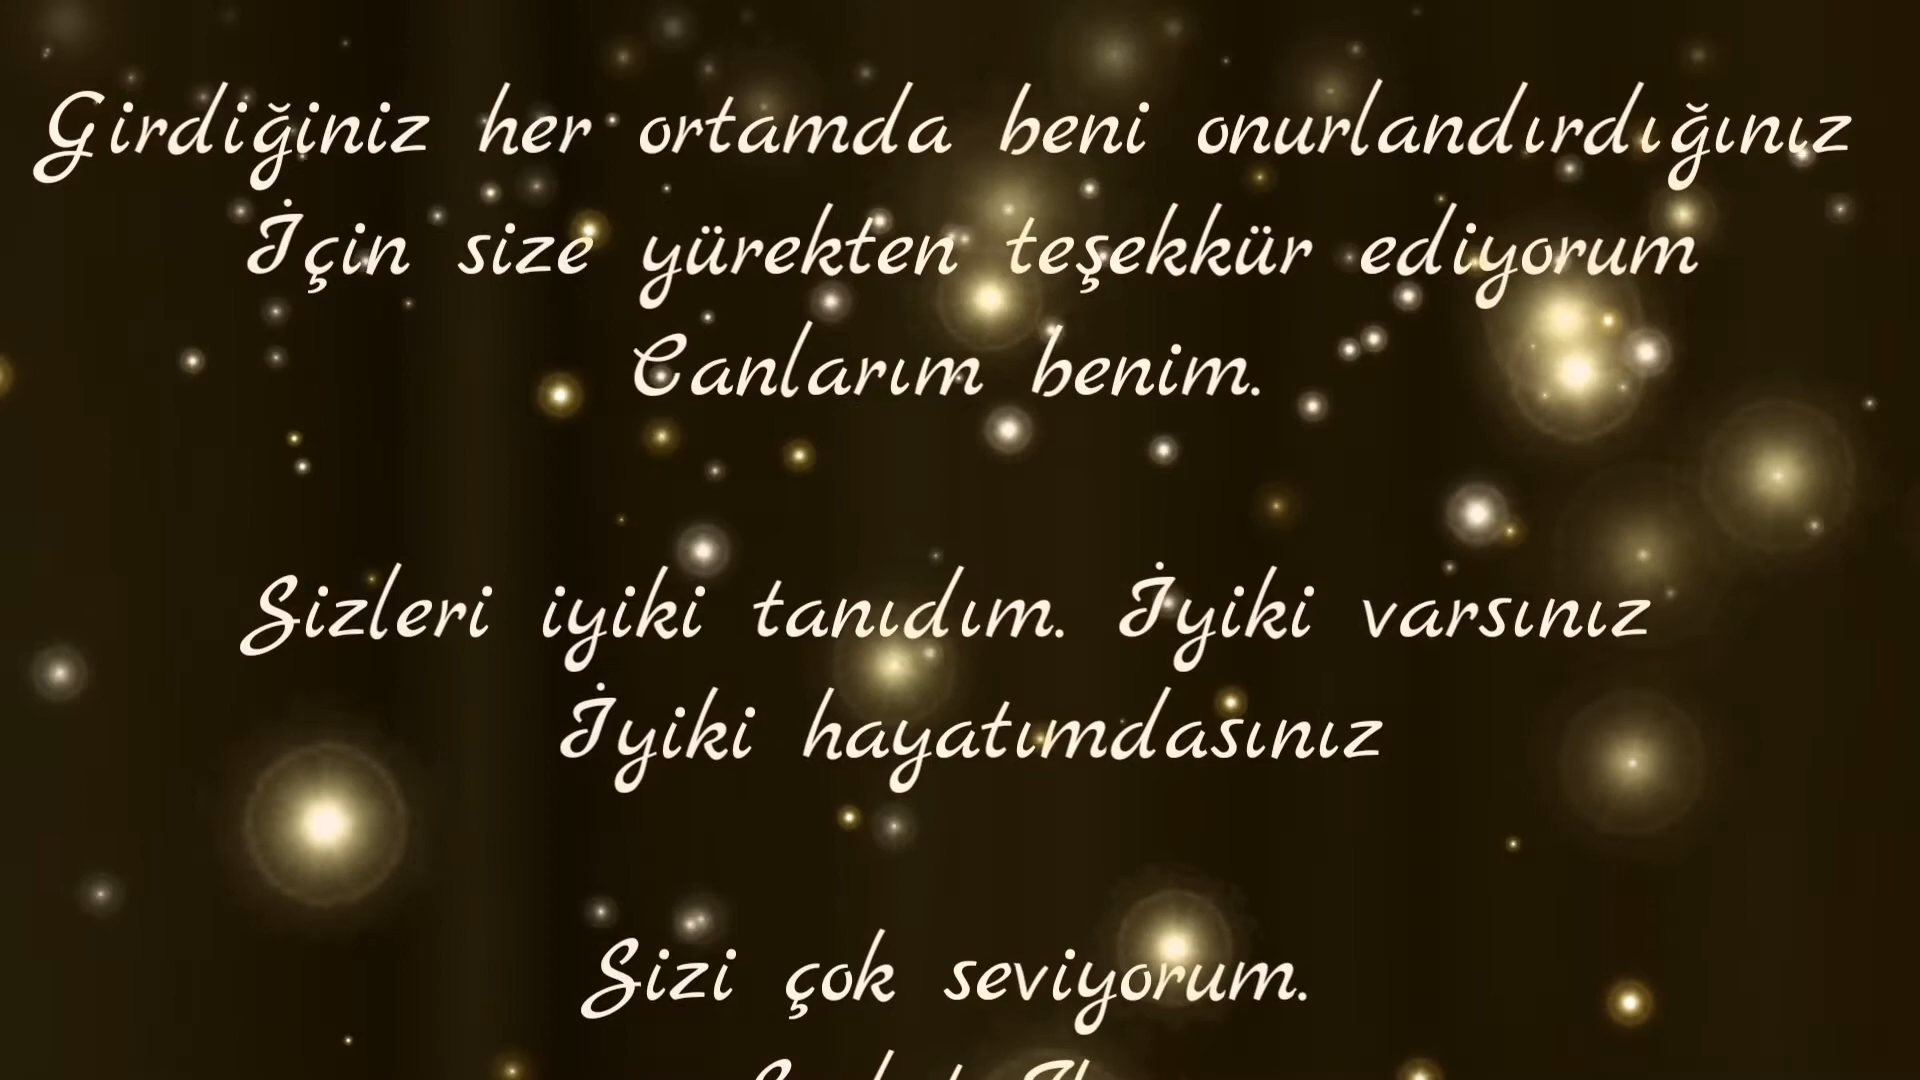 Girdiğiniz her ortamda beni onurlandırdığınız
İçin size yürekten teşekkür ediyorum
Canlarım benim.
Sizleri iyiki tanıdım. İyiki varsınız
İyiki hayatımdasınız
Sizi çok seviyorum.